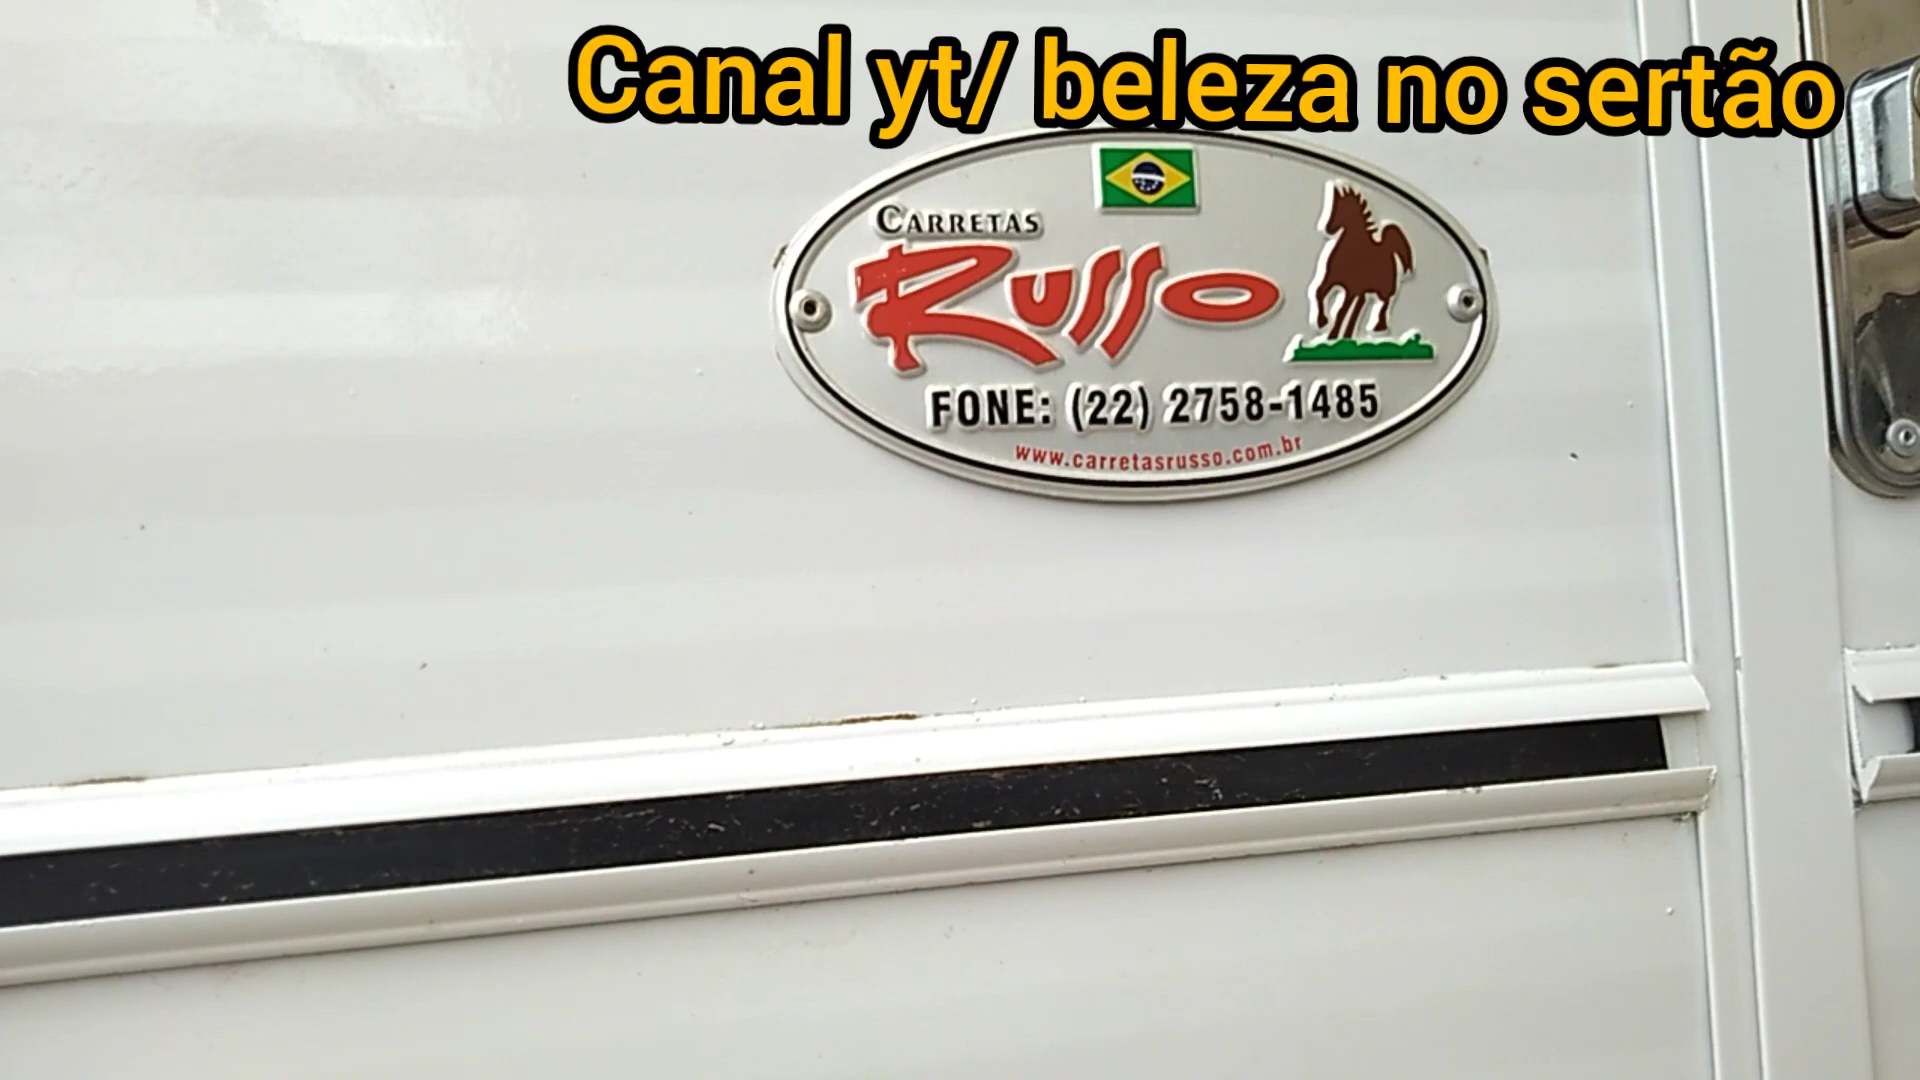 Canal yt/ beleza no sertão
CARRETAS
Russo
FONE: (22) 2758-1485
www.carretasrusso.com.br